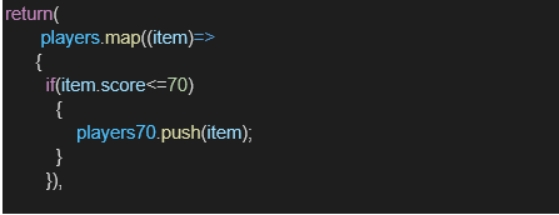 return(
players.map((item)=>
{
if(item.score<=70)
{
players70.push(item);
}
}),